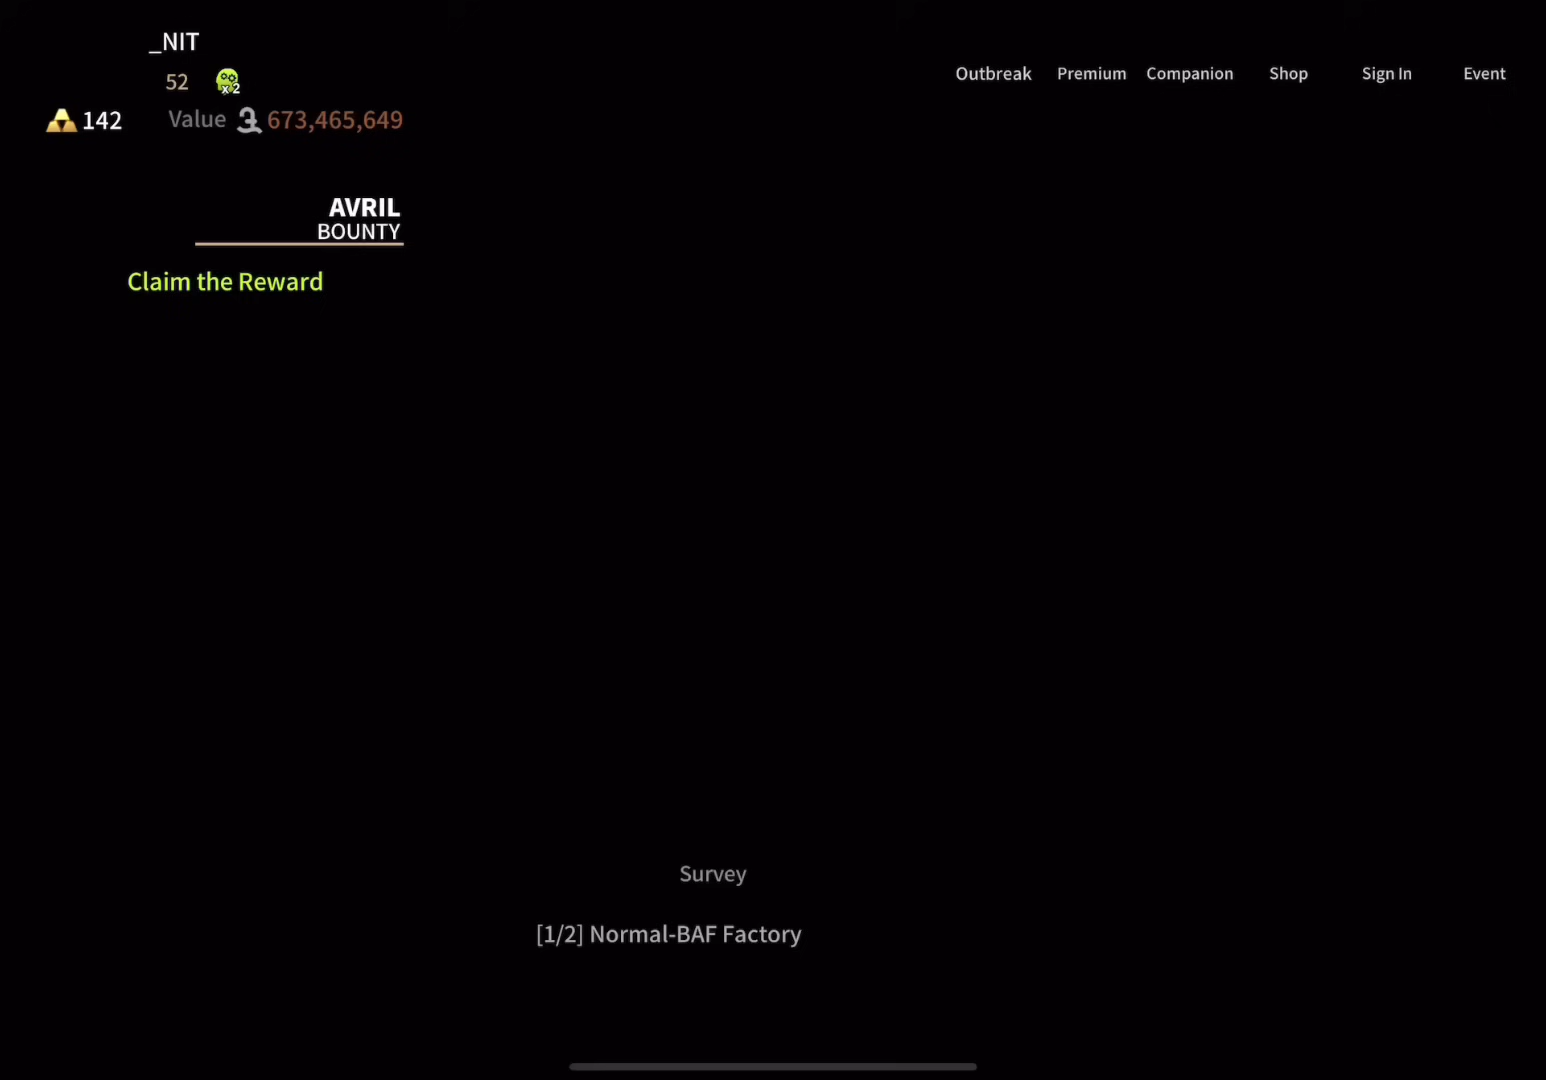 _NIT
52 x2
142 Value 673,465,649
Outbreak Premium Companion Shop Sign In Event
AVRIL
BOUNTY
Claim the Reward
Survey
[1/2] Normal-BAF Factory